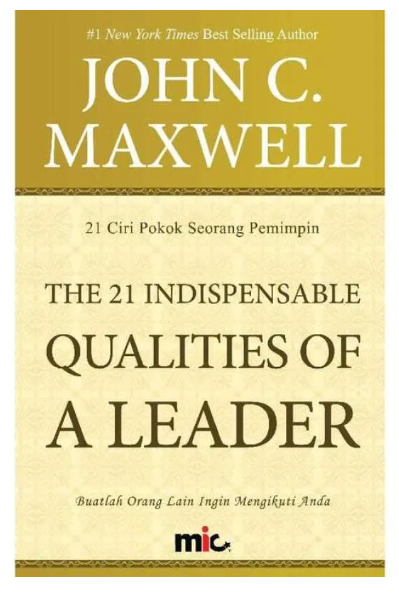 #1 New York Times Best Selling Author
JOHN C.
MAXWELL
21 Ciri Pokok Seorang Pemimpin
THE 21 INDISPENSABLE
QUALITIES OF
A LEADER
Buatlah Orang Lain Ingin Mengikuti Anda
mic